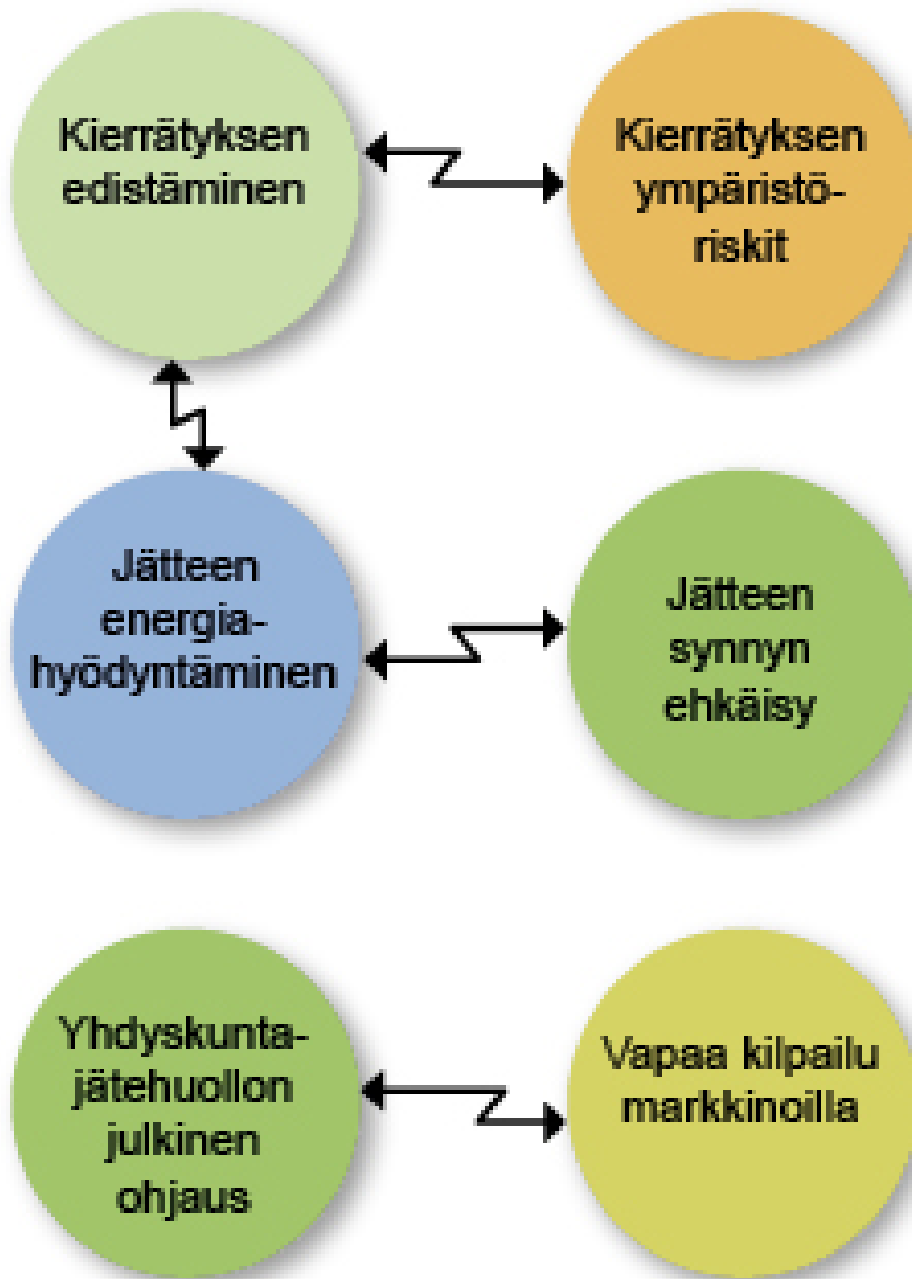 Kierrätyksen
edistäminen
Kierrätyksen
ympäristö-
riskit
Jätteen
energia-
hyödyntäminen
Jätteen
synnyn
ehkäisy
Yhdyskunta-
jätehuollon
julkinen
ohjaus
Vapaa kilpailu
markkinoilla